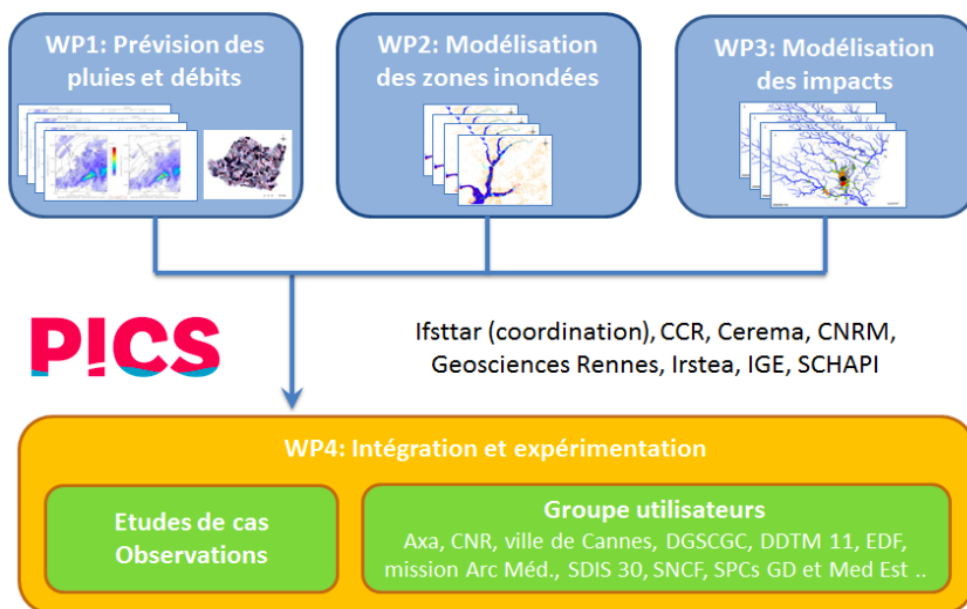 WP1: Prévision des
pluies et débits
WP2: Modélisation
des zones inondées
WP3: Modélisation
des impacts
PICS
Ifsttar (coordination), CCR, Cerema, CNRM,
Geosciences Rennes, Irstea, IGE, SCHAPI
WP4: Intégration et expérimentation
Etudes de cas
Observations
Groupe utilisateurs
Axa, CNR, ville de Cannes, DGSCGC, DDTM 11, EDF,
mission Arc Méd., SDIS 30, SNCF, SPCs GD et Med Est ..